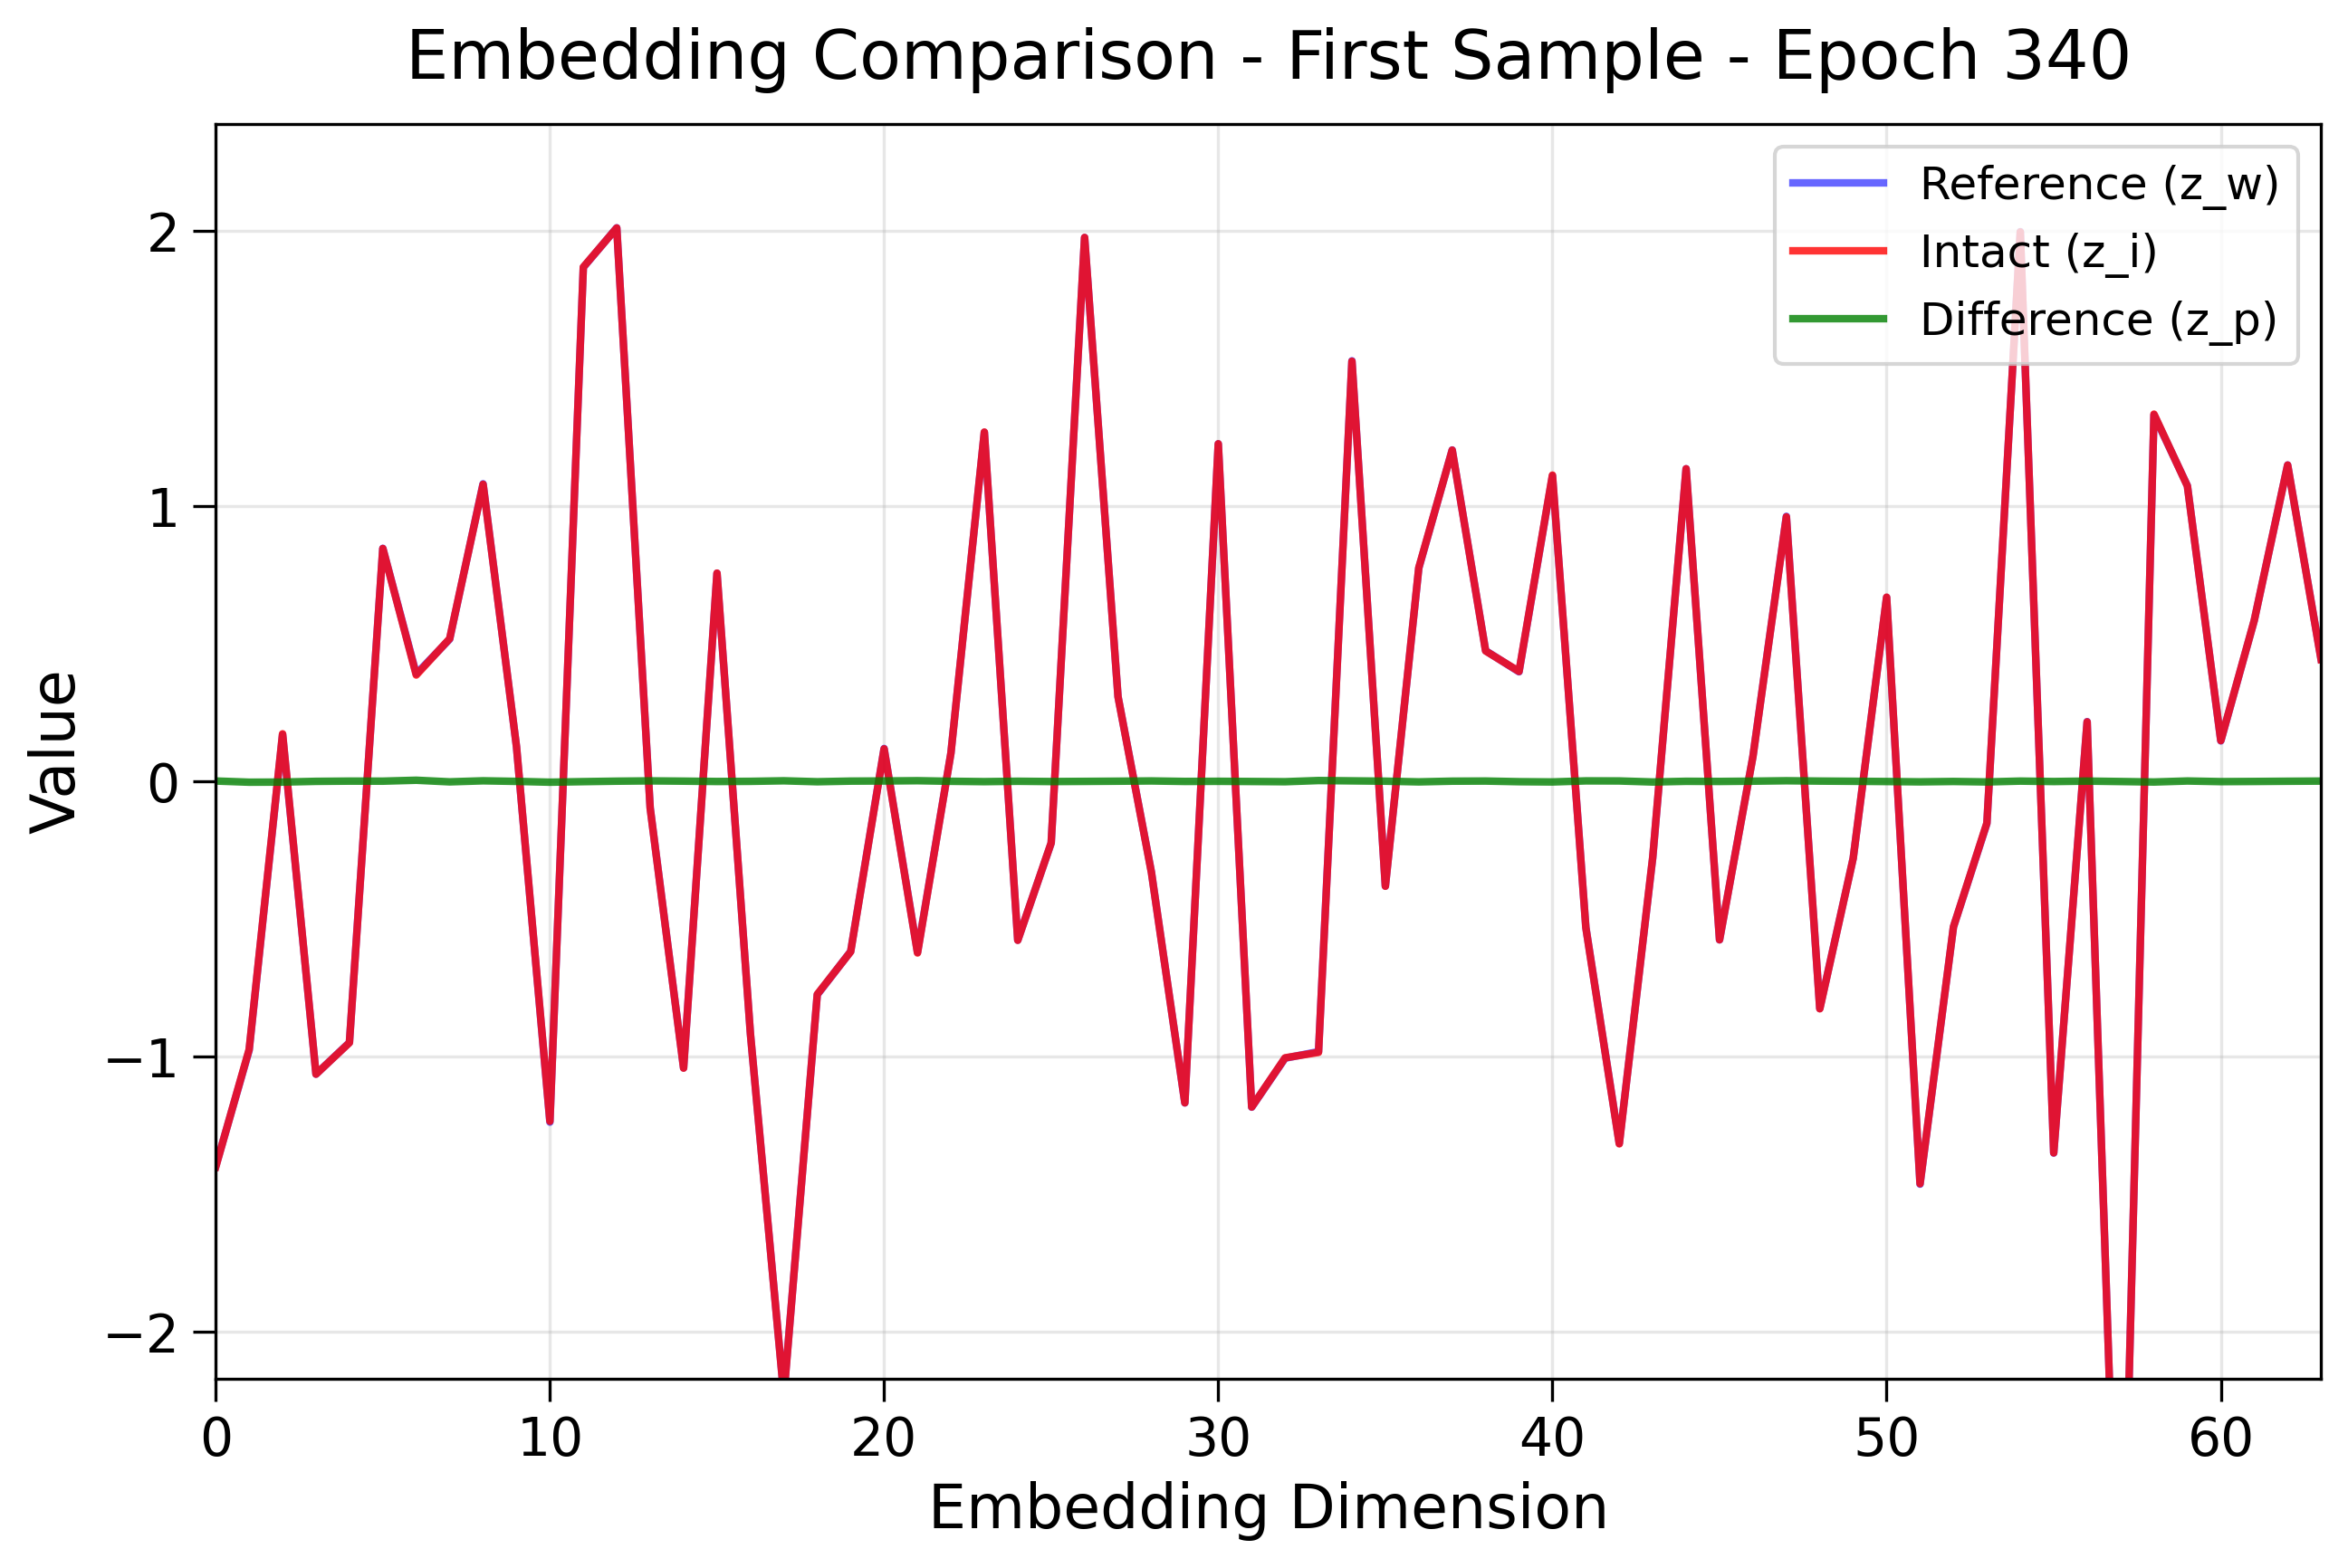 Embedding Comparison - First Sample - Epoch 340
Reference (z_w)
Intact (z_i)
Difference (z_p)
Value
2
1
0
−1
−2
0 10 20 30 40 50 60
Embedding Dimension